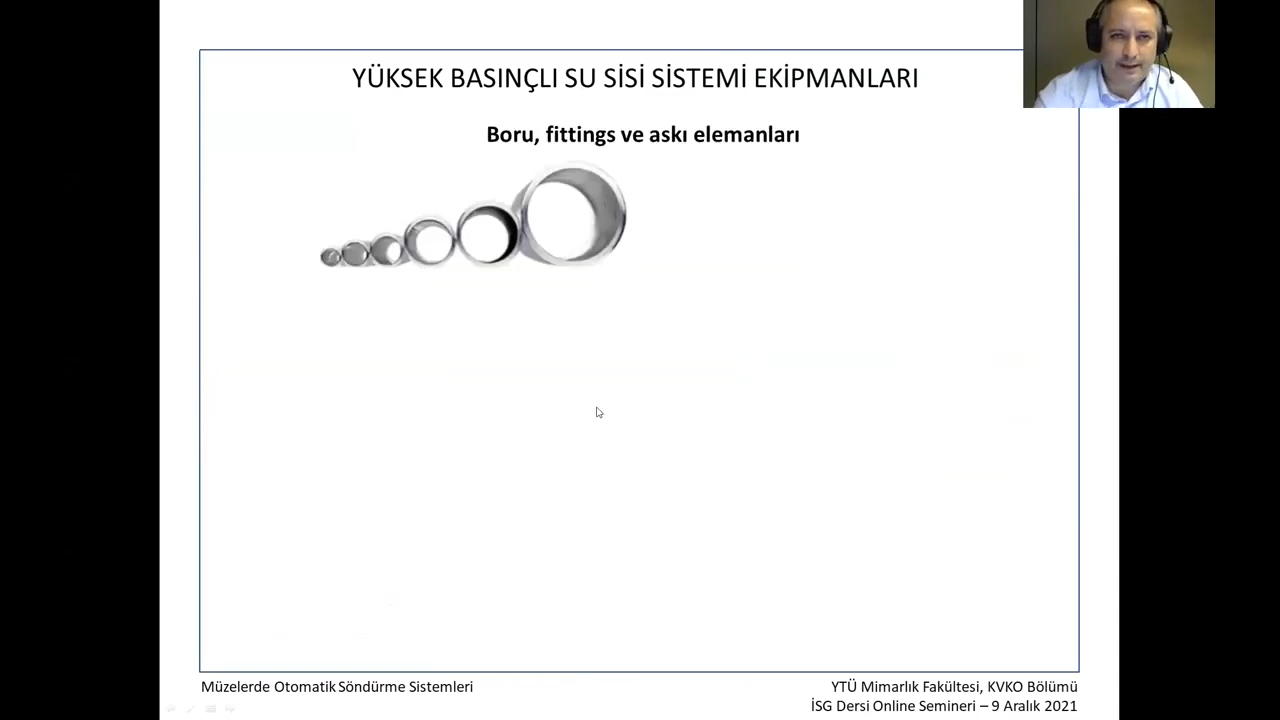 YÜKSEK BASINÇLI SU SİSİ SİSTEMİ EKİPMANLARI
Boru, fittings ve askı elemanları
Müzelerde Otomatik Söndürme Sistemleri
YTÜ Mimarlık Fakültesi, KVKO Bölümü
İSG Dersi Online Semineri – 9 Aralık 2021